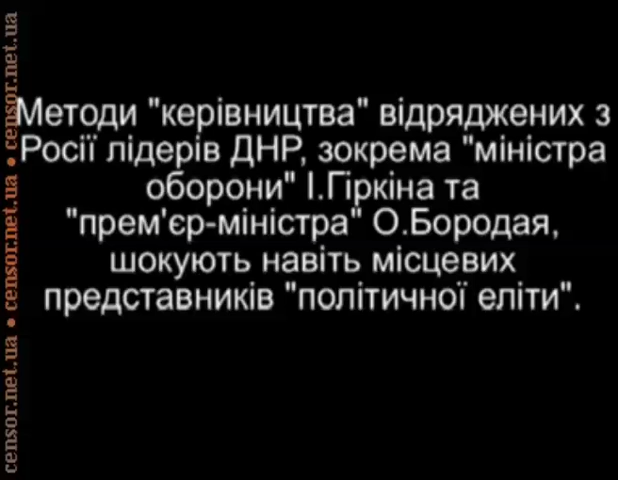 Методи "керівництва" відряджених з
Росії лідерів ДНР, зокрема "міністра
оборони" І.Гіркіна та
"прем'єр-міністра" О.Бородая,
шокують навіть місцевих
представників "політичної еліти".
censor.net.ua • censor.net.ua • censor.net.ua